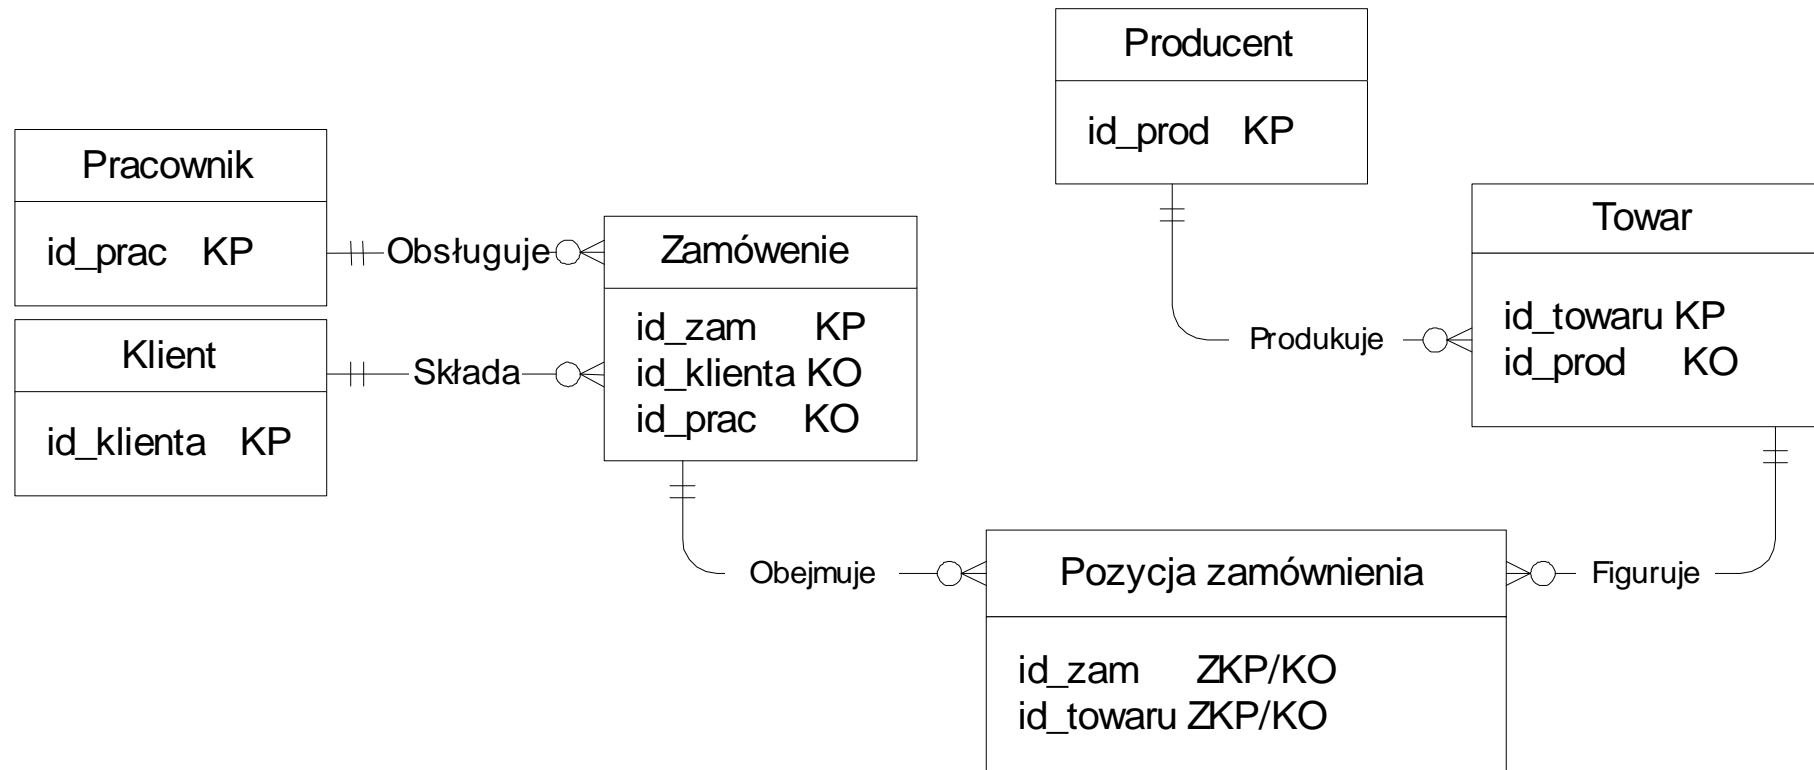 Producent
id_prod KP
Pracownik
id_prac KP
Obsługuje
Zamówenie
id_zam KP
id_klienta KO
id_prac KO
Klient
id_klienta KP
Składa
Towar
id_towaru KP
id_prod KO
Produkuje
Obejmuje
Pozycja zamównienia
id_zam ZKP/KO
id_towaru ZKP/KO
Figuruje